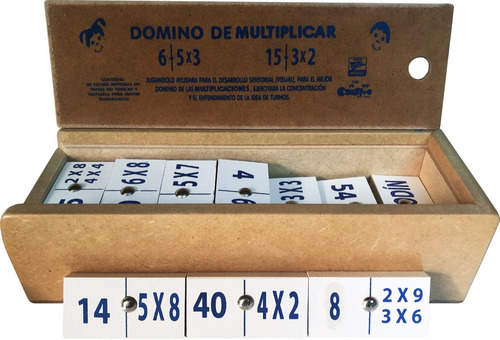 DOMINO DE MULTIPLICAR
6 5x3 15 3x2
JUGANDOLO AYUDARA PARA EL DESARROLLO SENSORIAL (VISUAL), PARA EL MEJOR
DOMINIO DE LAS MULTIPLICACIONES, EJERCITARA LA CONCENTRACIÓN
Y EL ENTENDIMIENTO DE LA IDEA DE TURNOS.
CONTIENE:
2X8
4X4
6X8
5X7
4
3X3
54
14 5X8 40 4X2 8 2X9
3X6